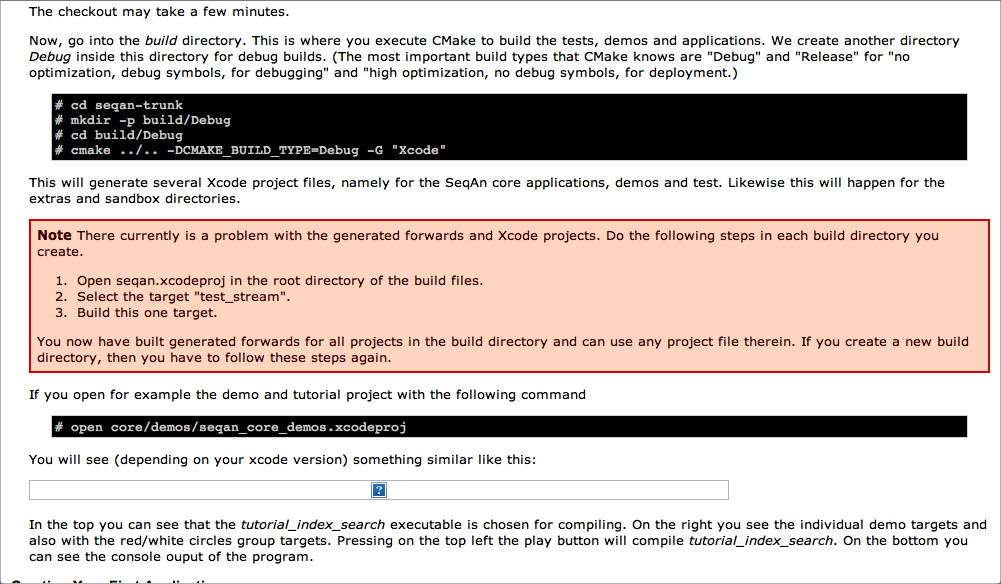 The checkout may take a few minutes.
Now, go into the build directory. This is where you execute CMake to build the tests, demos and applications. We create another directory
Debug inside this directory for debug builds. (The most important build types that CMake knows are "Debug" and "Release" for "no
optimization, debug symbols, for debugging" and "high optimization, no debug symbols, for deployment.)
# cd seqan-trunk
# mkdir -p build/Debug
# cd build/Debug
# cmake ../.. -DCMAKE_BUILD_TYPE=Debug -G "Xcode"
This will generate several Xcode project files, namely for the SeqAn core applications, demos and test. Likewise this will happen for the
extras and sandbox directories.
Note There currently is a problem with the generated forwards and Xcode projects. Do the following steps in each build directory you
create.
1. Open seqan.xcodeproj in the root directory of the build files.
2. Select the target "test_stream".
3. Build this one target.
You now have built generated forwards for all projects in the build directory and can use any project file therein. If you create a new build
directory, then you have to follow these steps again.
If you open for example the demo and tutorial project with the following command
# open core/demos/seqan_core_demos.xcodeproj
You will see (depending on your xcode version) something similar like this:
?
In the top you can see that the tutorial_index_search executable is chosen for compiling. On the right you see the individual demo targets and
also with the red/white circles group targets. Pressing on the top left the play button will compile tutorial_index_search. On the bottom you
can see the console ouput of the program.